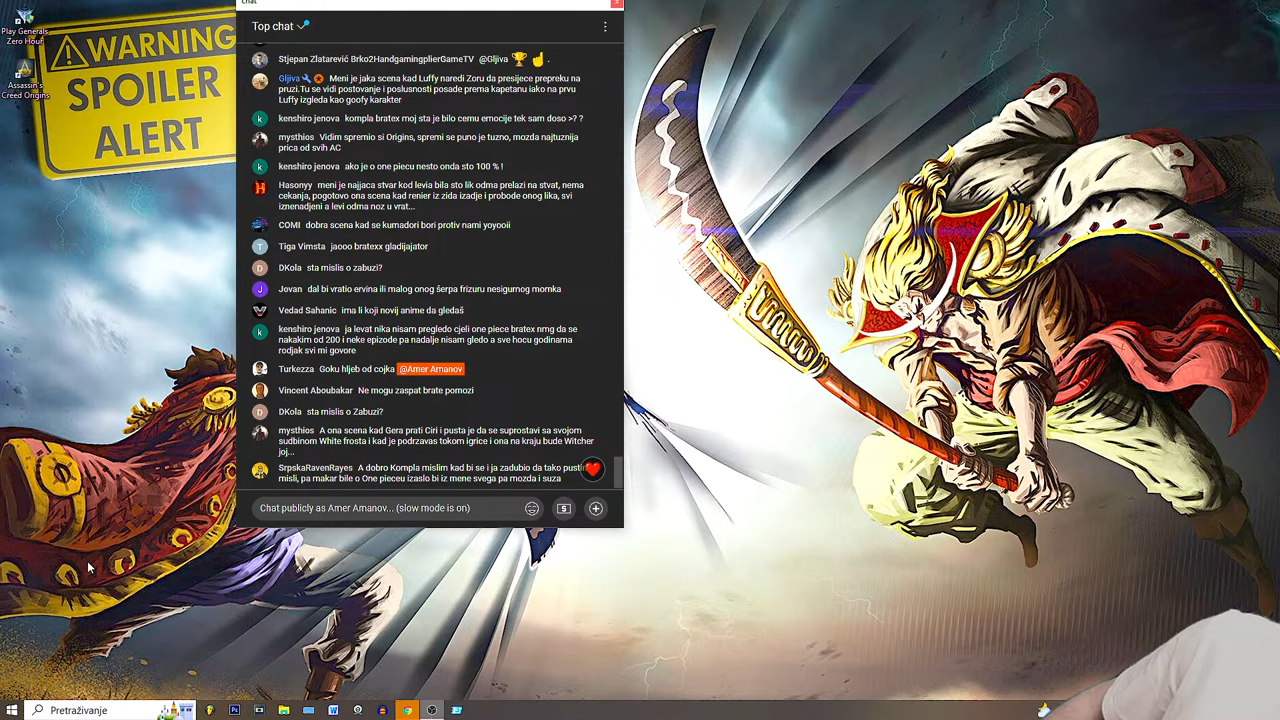 Play Generals
Zero Hour
Assassin's
Creed Origins
WARNING
SPOILER
ALERT
Chat
Top chat
Stjepan Zlatarević Brko2HandgamingplierGameTV @Gljiva 🏆 ☝ .
Gljiva Meni je jaka scena kad Luffy naredi Zoru da presijece prepreku na
pruzi.Tu se vidi postovanje i poslusnosti posade prema kapetanu iako na prvu
Luffy izgleda kao goofy karakter
kenshiro jenova kompla bratex moj sta je bilo cemu emocije tek sam doso >? ?
mysthios Vidim spremio si Origins, spremi se puno je tuzno, mozda najtuznija
prica od svih AC
k kenshiro jenova ako je o one piecu nesto onda sto 100 % !
Hasonyy meni je najjaca stvar kod levia bila sto lik odma prelazi na stvat, nema
cekanja, pogotovo ona scena kad renier iz zida izadje i probode onog lika, svi
iznenadjeni a levi odma noz u vrat...
COMI dobra scena kad se kumadori bori protiv nami yoyooii
T Tiga Vimsta jaooo bratexx gladijajator
D DKola sta mislis o zabuzi?
J Jovan dal bi vratio ervina ili malog onog šerpa frizuru nesigurnog momka
Vedad Sahanic ima li koji novij anime da gledaš
k kenshiro jenova ja levat nika nisam pregledo cjeli one piece bratex nmg da se
nakakim od 200 i neke epizode pa nadalje nisam gledo a sve hocu godinama
rodjak svi mi govore
Turkezza Goku hljeb od cojka @Amer Amanov
Vincent Aboubakar Ne mogu zaspat brate pomozi
D DKola sta mislis o Zabuzi?
mysthios A ona scena kad Gera prati Ciri i pusta je da se suprostavi sa svojom
sudbinom White frosta i kad je podrzavas tokom igrice i ona na kraju bude Witcher
joj...
SrpskaRavenRayes A dobro Kompla mislim kad bi se i ja zadubio da tako pustim
misli, pa makar bile o One pieceu izaslo bi iz mene svega pa mozda i suza
Chat publicly as Amer Amanov... (slow mode is on)
Pretraživanje